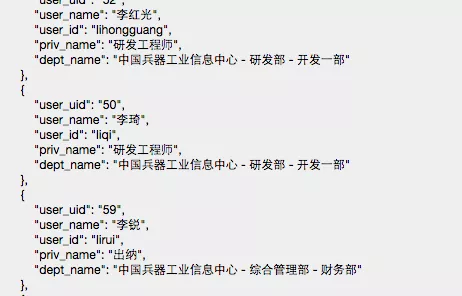 "user_uid": "52",
"user_name": "李红光",
"user_id": "lihongguang",
"priv_name": "研发工程师",
"dept_name": "中国兵器工业信息中心 - 研发部 - 开发一部"
},
{
"user_uid": "50",
"user_name": "李琦",
"user_id": "liqi",
"priv_name": "研发工程师",
"dept_name": "中国兵器工业信息中心 - 研发部 - 开发一部"
},
{
"user_uid": "59",
"user_name": "李锐",
"user_id": "lirui",
"priv_name": "出纳",
"dept_name": "中国兵器工业信息中心 - 综合管理部 - 财务部"
},